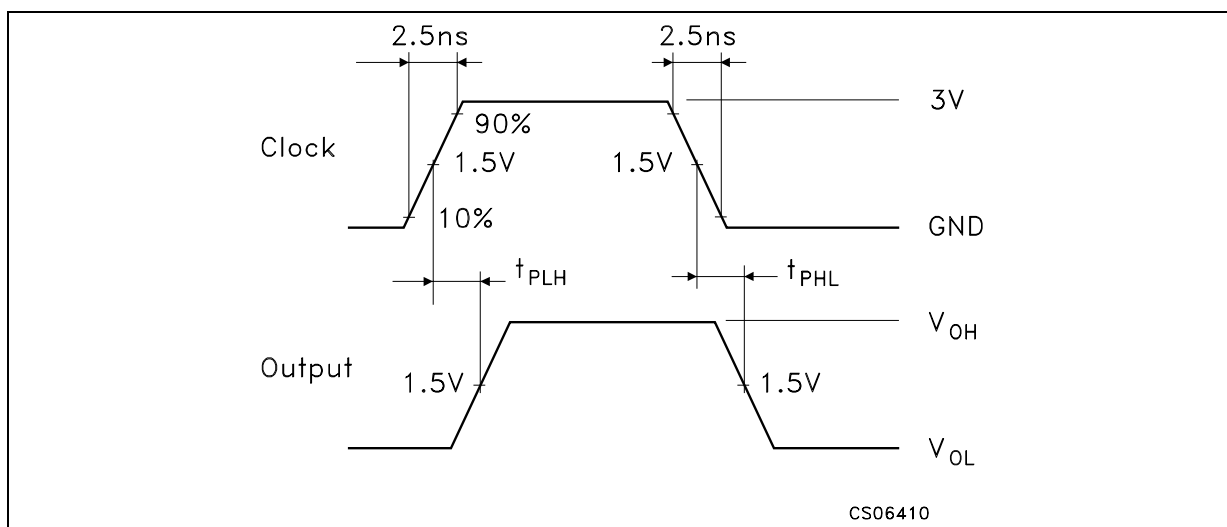 2.5ns 2.5ns
3V
90%
Clock
1.5V 1.5V
10%
GND
tPLH tPHL
VOH
Output
1.5V 1.5V
VOL
CS06410